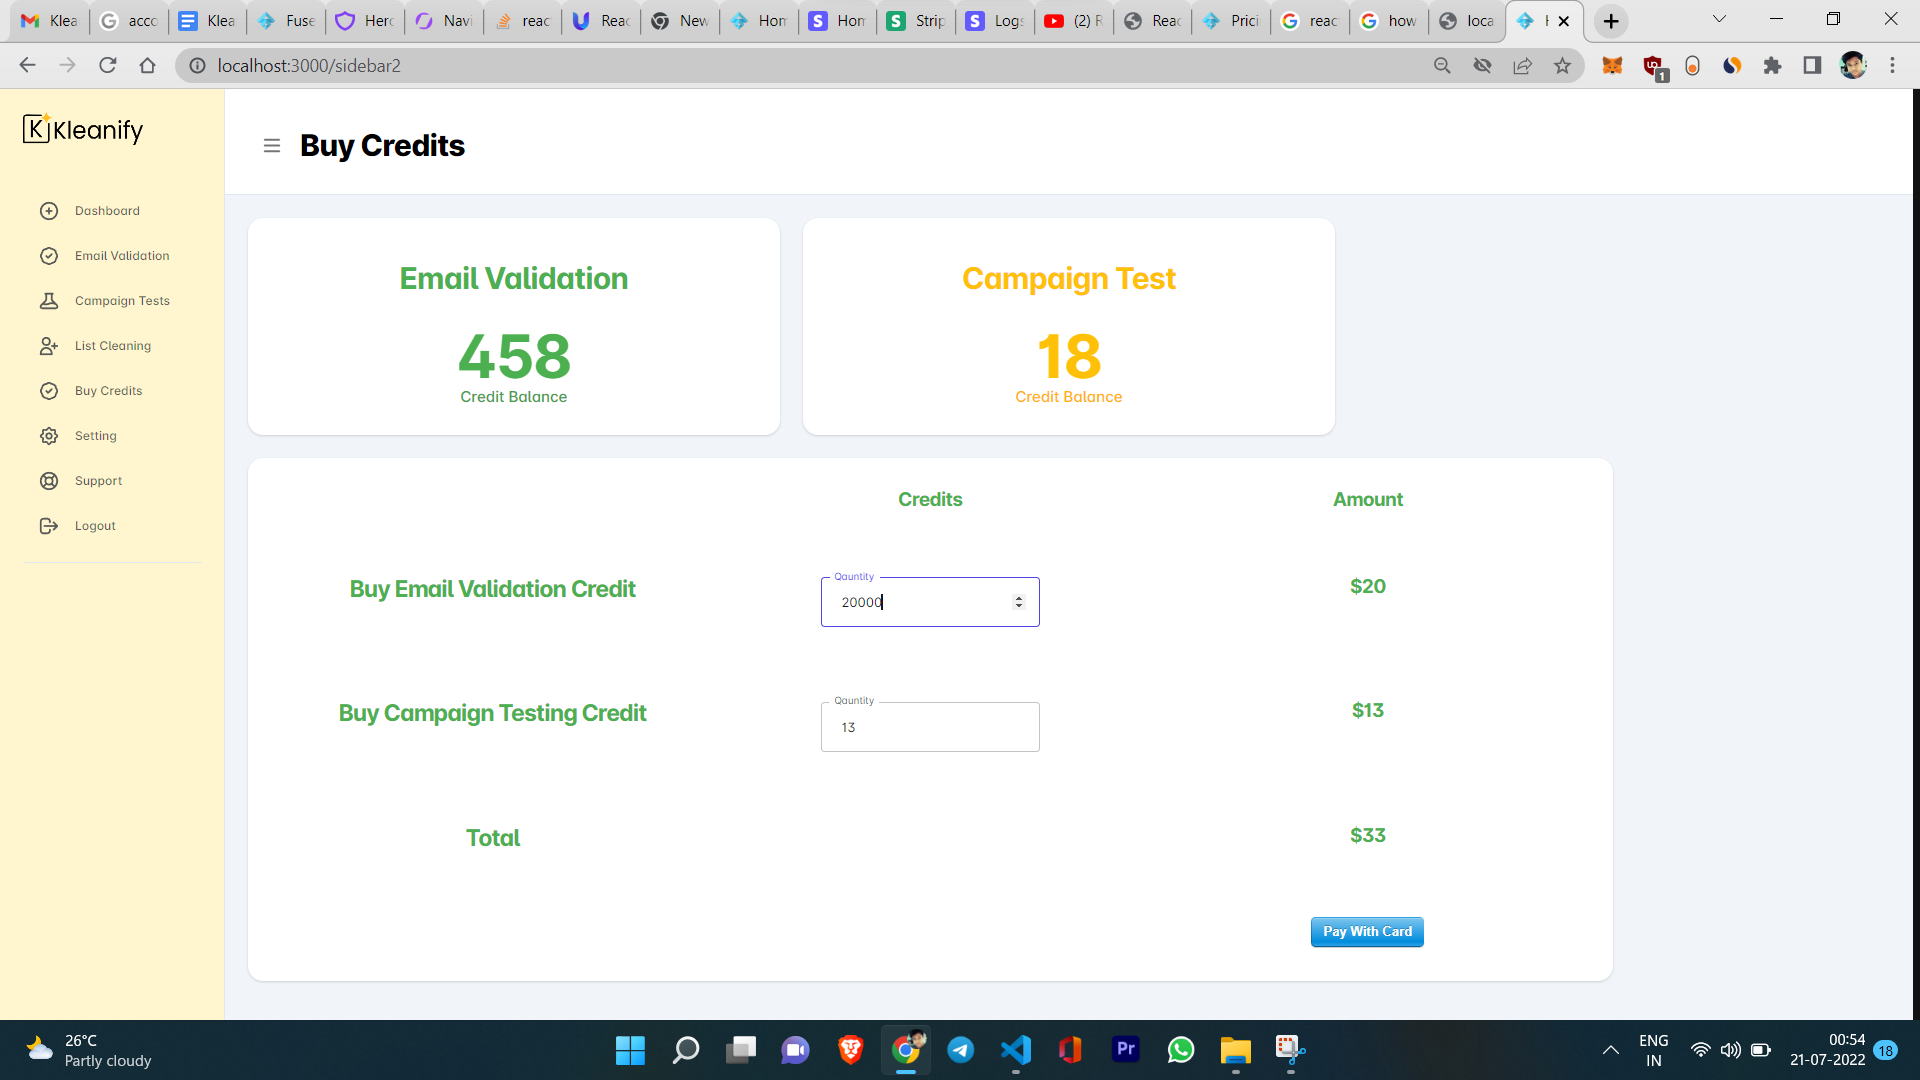 Klea
acco
Klea
Fuse
Herc
Navi
reac
Reac
New
Hom
Hom
Strip
Logs
(2) R
Reac
Prici
reac
how
loca
localhost:3000/sidebar2
1
Kleanify
Buy Credits
Dashboard
Email Validation
Campaign Tests
List Cleaning
Buy Credits
Setting
Support
Logout
Email Validation
458
Credit Balance
Campaign Test
18
Credit Balance
Credits
Amount
Buy Email Validation Credit
Qauntity
20000
$20
Buy Campaign Testing Credit
Qauntity
13
$13
Total
$33
Pay With Card
26°C
Partly cloudy
Pr
ENG
IN
00:54
21-07-2022
18